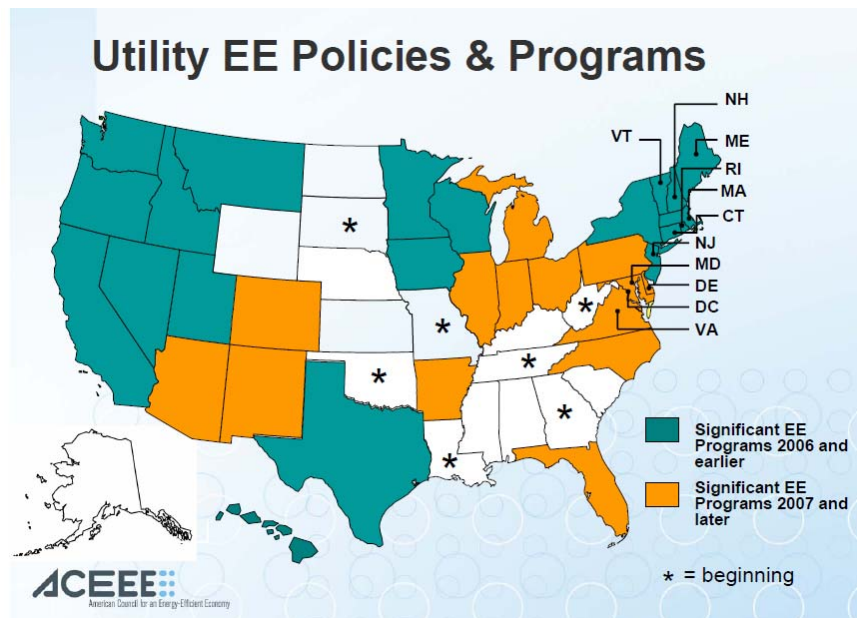 Utility EE Policies & Programs
NH
VT
ME
RI
MA
CT
NJ
MD
DE
DC
VA
*
*
*
*
*
*
*
Significant EE
Programs 2006 and
earlier
Significant EE
Programs 2007 and
later
* = beginning
ACEEE
American Council for an Energy-Efficient Economy